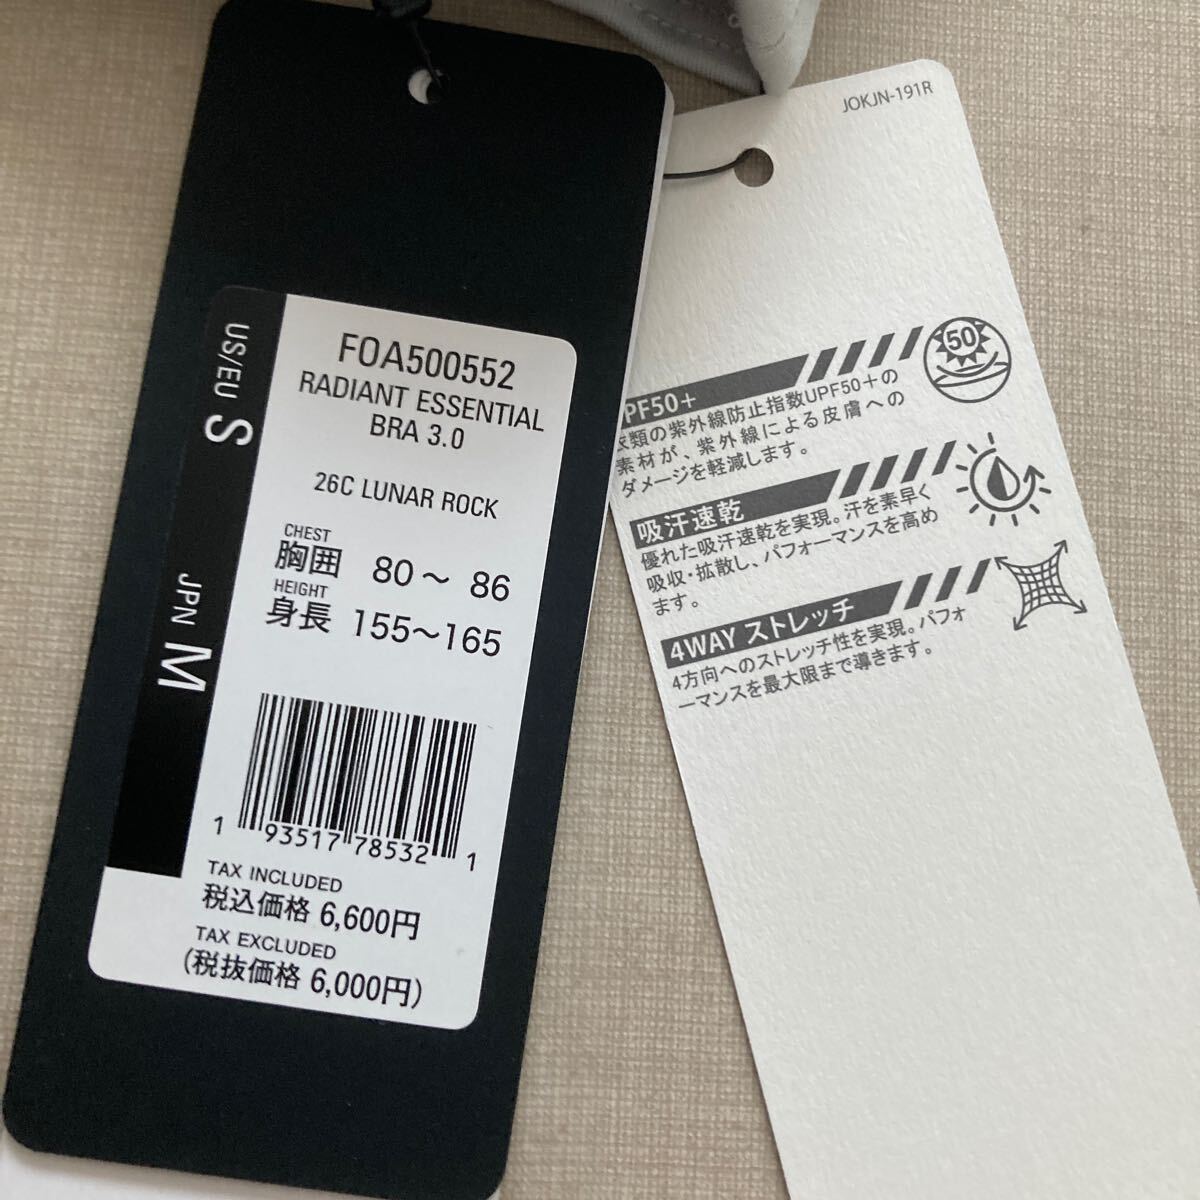 US/EU S
JPN M
FOA500552
RADIANT ESSENTIAL
BRA 3.0
26C LUNAR ROCK
CHEST
胸囲 80～86
HEIGHT
身長 155～165
1 93517 78532 1
TAX INCLUDED
税込価格 6,600円
TAX EXCLUDED
(税抜価格 6,000円)
JOKJN-191R
PF50+
衣類の紫外線防止指数UPF50+の
素材が、紫外線による皮膚への
ダメージを軽減します。
50
吸汗速乾
優れた吸汗速乾を実現。汗を素早く
吸収・拡散し、パフォーマンスを高め
ます。
4WAY ストレッチ
4方向へのストレッチ性を実現。パフォ
ーマンスを最大限まで導きます。